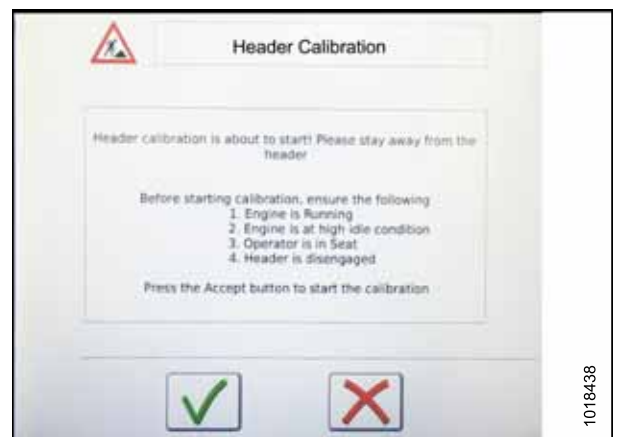 Header Calibration
Header calibration is about to start! Please stay away from the
header
Before starting calibration, ensure the following
1. Engine is Running
2. Engine is at high idle condition
3. Operator is in Seat
4. Header is disengaged
Press the Accept button to start the calibration
1018438